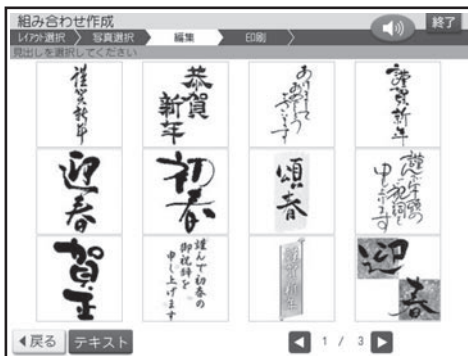 組み合わせ作成
終了
レイアウト選択
写真選択
編集
印刷
見出しを選択してください
謹賀新年
恭賀
新年
あけまして
おめでとう
ございます
謹賀新年
迎春
初春
頌春
謹んで年頭の
ご祝詞を
申し上げます
賀正
謹んで初春の
御祝辞を
申し上げます
迎
春
戻る
テキスト
1 / 3